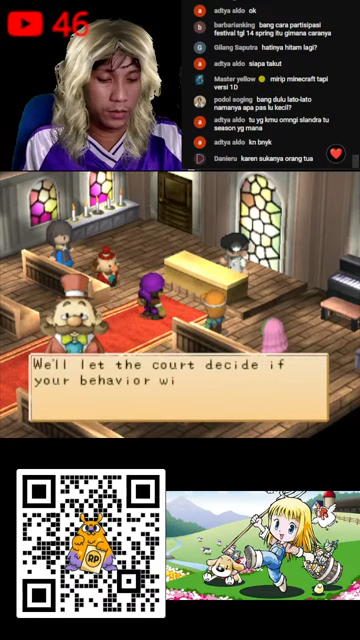 46
adtya aldo ok
barbarianking bang cara partisipasi
festival tgl 14 spring itu gimana caranya
Gilang Saputra hatinya hitam lagi?
adtya aldo siapa takut
Master yellow mirip minecraft tapi
versi 1D
podol soging bang dulu lato-lato
namanya apa pas lu kecil?
adtya aldo tu yg kmu omngi slandra tu
season yg mana
adtya aldo kn bnyk
Danieru karen sukanya orang tua
We'll let the court decide if
your behavior wi
RP